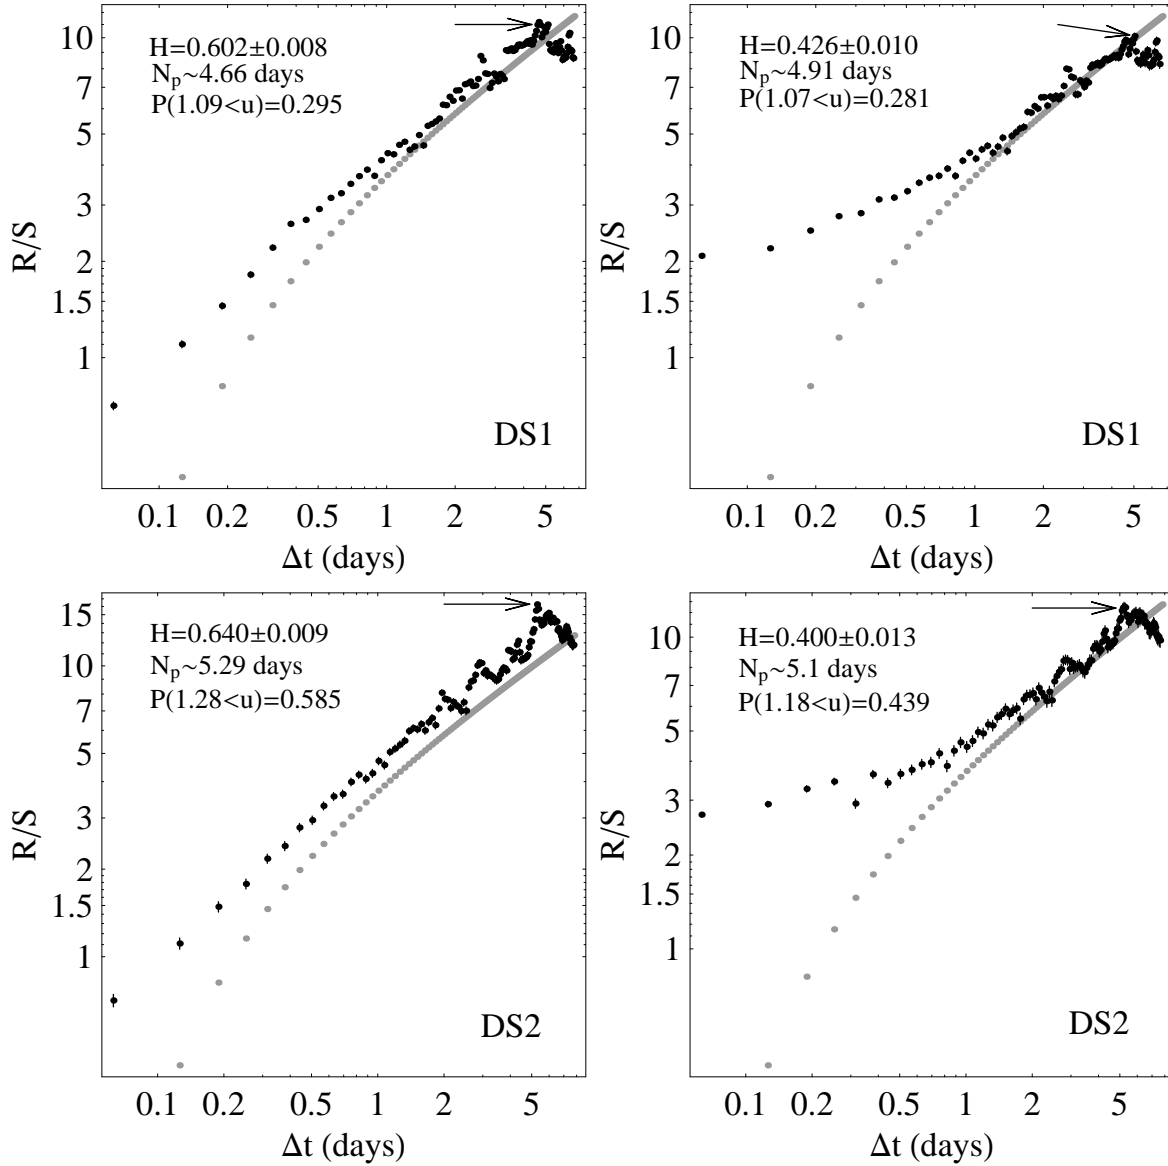 H=0.602±0.008
N_p~4.66 days
P(1.09<u)=0.295
10
7
5
3
2
1.5
1
R/S
DS1
0.1 0.2 0.5 1 2 5
Δt (days)
H=0.426±0.010
N_p~4.91 days
P(1.07<u)=0.281
10
7
5
3
2
1.5
1
R/S
DS1
0.1 0.2 0.5 1 2 5
Δt (days)
H=0.640±0.009
N_p~5.29 days
P(1.28<u)=0.585
15
10
7
5
3
2
1.5
1
R/S
DS2
0.1 0.2 0.5 1 2 5
Δt (days)
H=0.400±0.013
N_p~5.1 days
P(1.18<u)=0.439
10
7
5
3
2
1.5
1
R/S
DS2
0.1 0.2 0.5 1 2 5
Δt (days)